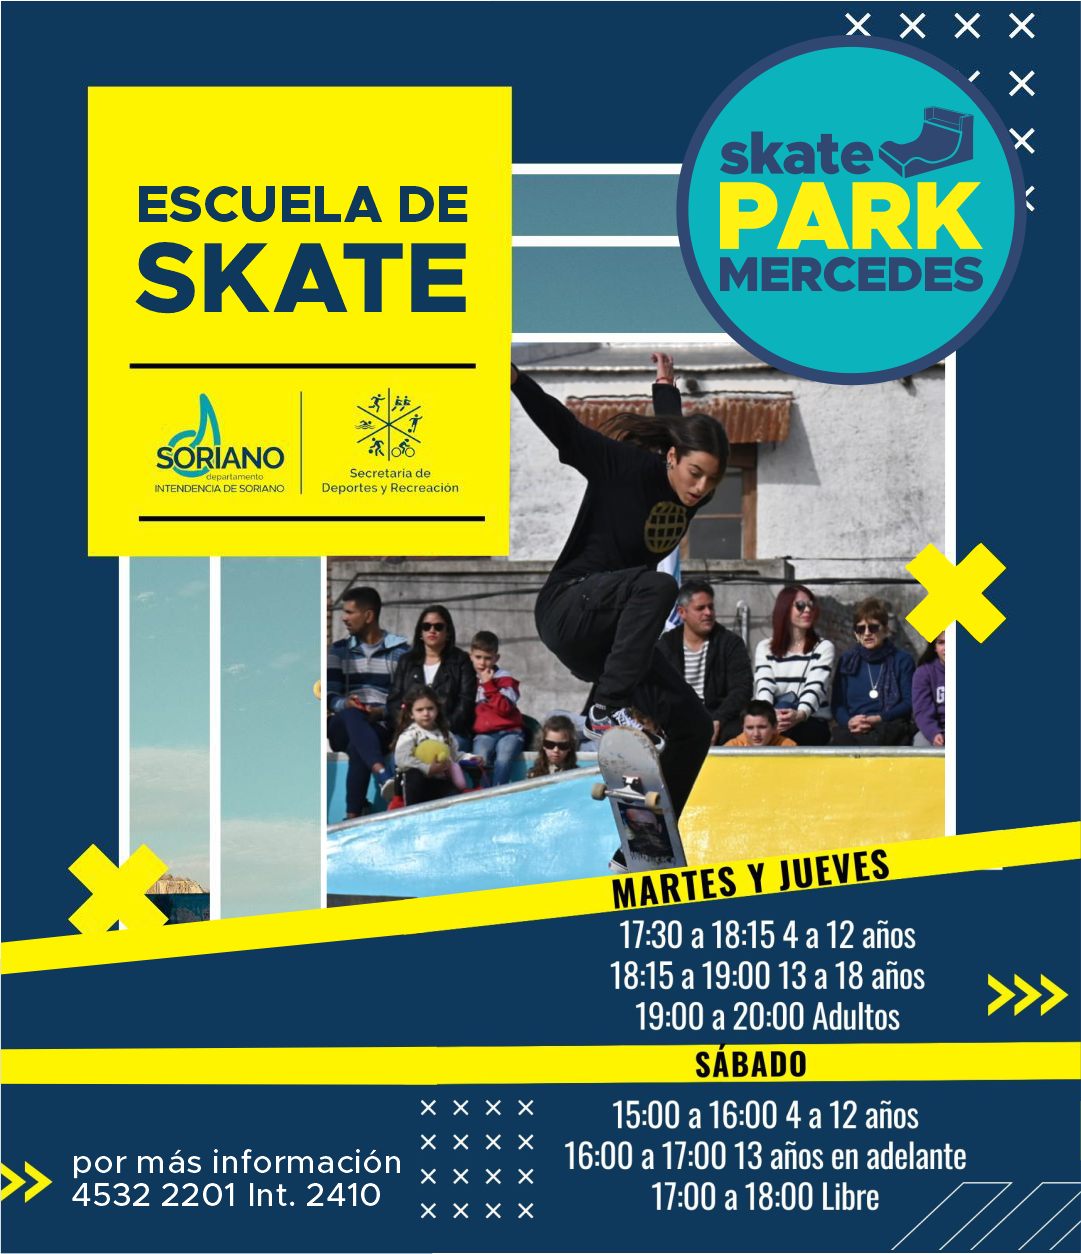 ESCUELA DE
SKATE
SORIANO
departamento
INTENDENCIA DE SORIANO
Secretaría de
Deportes y Recreación
skate
PARK
MERCEDES
MARTES Y JUEVES
17:30 a 18:15 4 a 12 años
18:15 a 19:00 13 a 18 años
19:00 a 20:00 Adultos
SÁBADO
15:00 a 16:00 4 a 12 años
16:00 a 17:00 13 años en adelante
17:00 a 18:00 Libre
por más información
4532 2201 Int. 2410